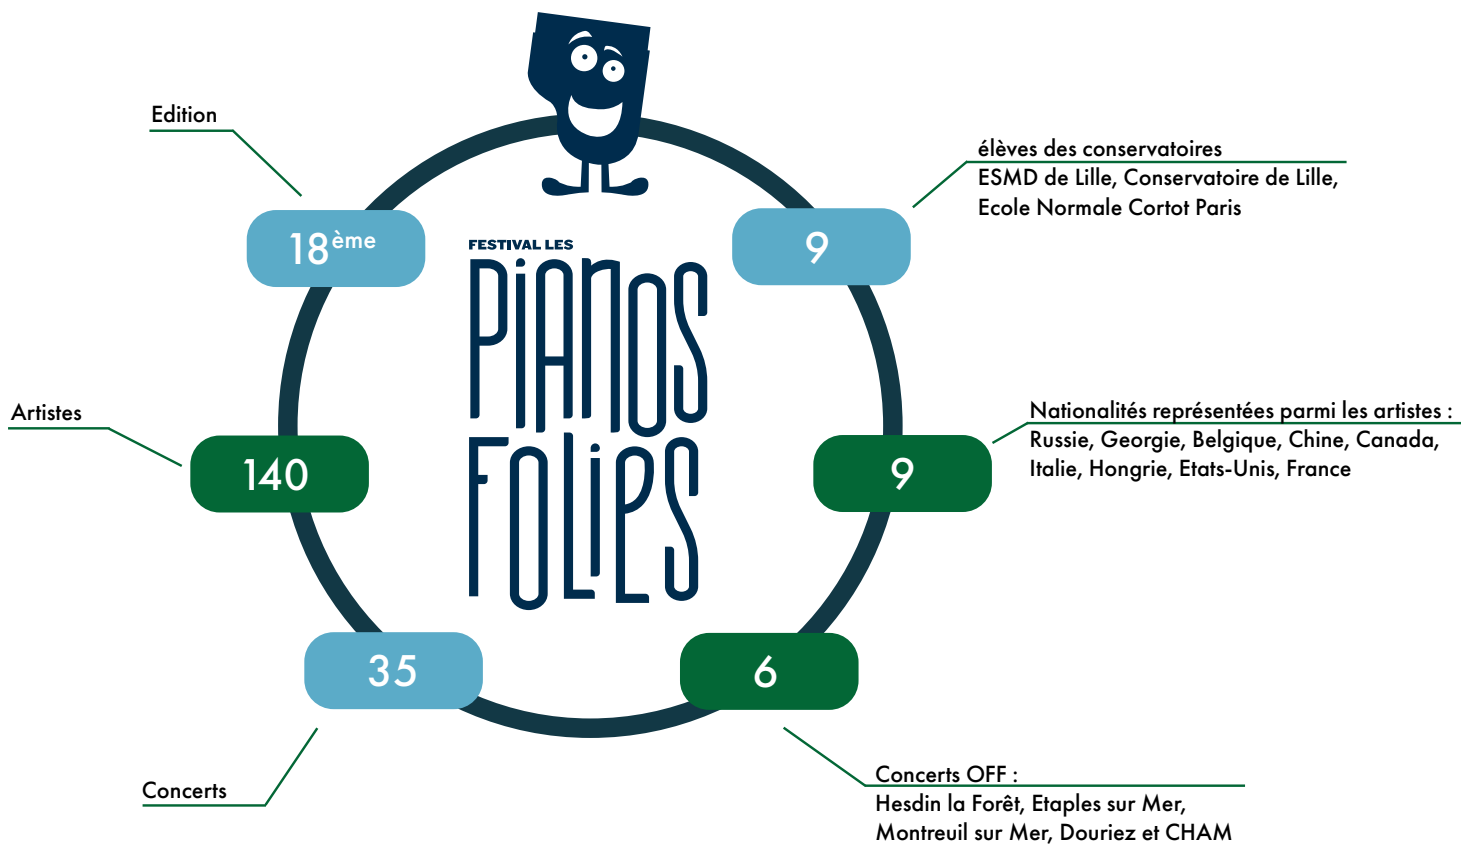 Edition
18ème
élèves des conservatoires
ESMD de Lille, Conservatoire de Lille,
Ecole Normale Cortot Paris
9
FESTIVAL LES
PIANOS
FOLIES
Artistes
140
Nationalités représentées parmi les artistes :
Russie, Georgie, Belgique, Chine, Canada,
Italie, Hongrie, Etats-Unis, France
9
35
Concerts
6
Concerts OFF :
Hesdin la Forêt, Etaples sur Mer,
Montreuil sur Mer, Douriez et CHAM